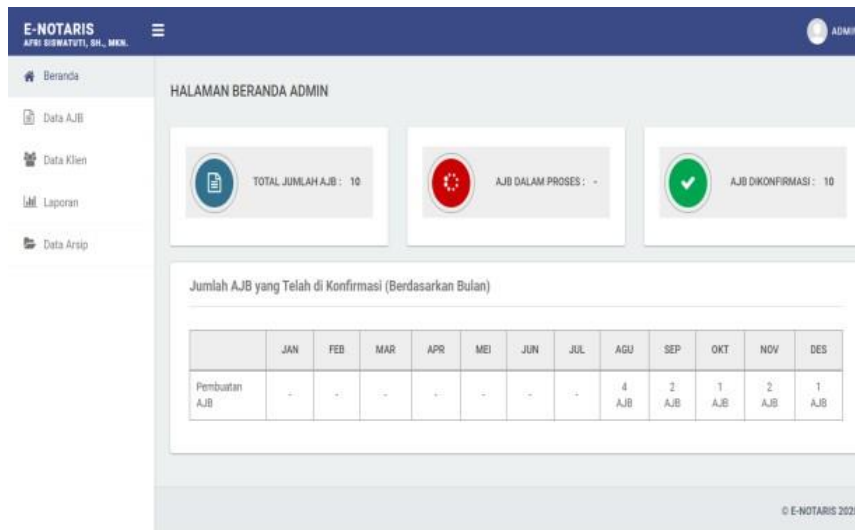 E-NOTARIS
AFRI SISWATUTI, SH., MKN.
ADMIN
Beranda
Data AJB
Data Klien
Laporan
Data Arsip
HALAMAN BERANDA ADMIN
TOTAL JUMLAH AJB : 10
AJB DALAM PROSES : -
AJB DIKONFIRMASI : 10
Jumlah AJB yang Telah di Konfirmasi (Berdasarkan Bulan)
JAN FEB MAR APR MEI JUN JUL AGU SEP OKT NOV DES
Pembuatan AJB - - - - - - - 4 AJB 2 AJB 1 AJB 2 AJB 1 AJB
© E-NOTARIS